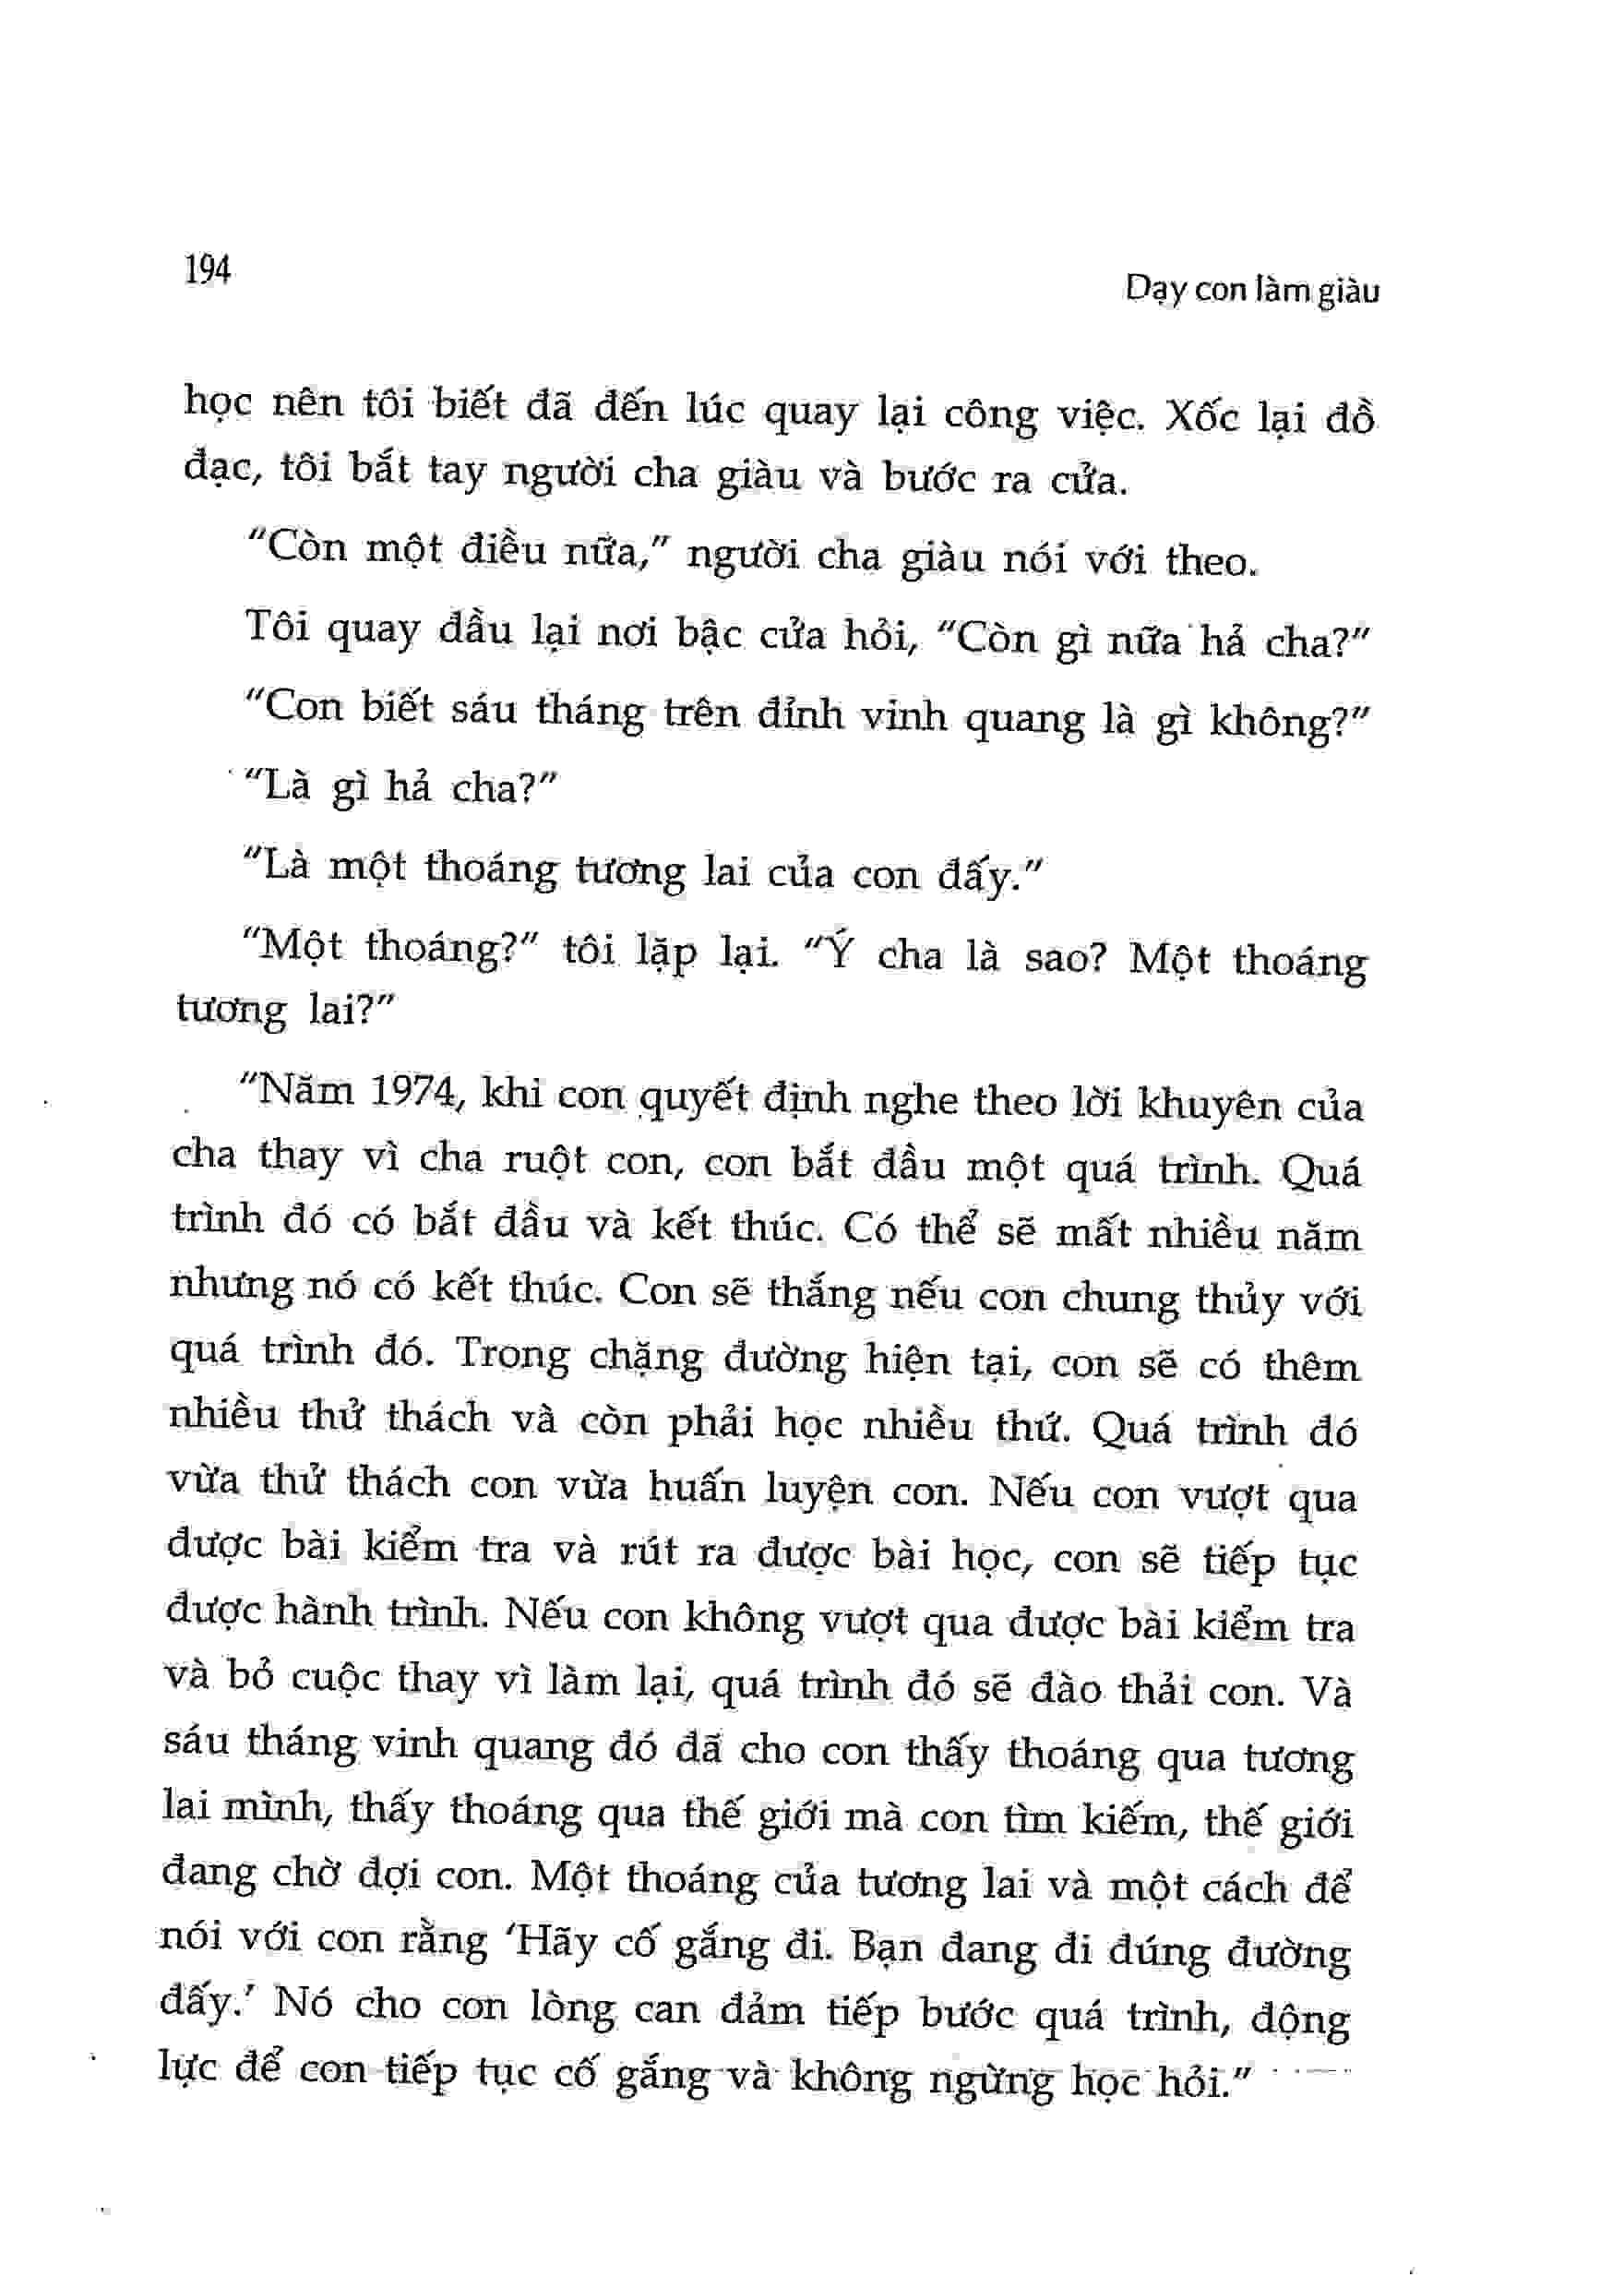 194
Dạy con làm giàu
học nên tôi biết đã đến lúc quay lại công việc. Xốc lại đồ
đạc, tôi bắt tay người cha giàu và bước ra cửa.
“Còn một điều nữa,” người cha giàu nói với theo.
Tôi quay đầu lại nơi bậc cửa hỏi, “Còn gì nữa hả cha?”
“Con biết sáu tháng trên đỉnh vinh quang là gì không?”
“Là gì hả cha?”
“Là một thoáng tương lai của con đấy.”
“Một thoáng?” tôi lặp lại. “Ý cha là sao? Một thoáng
tương lai?”
“Năm 1974, khi con quyết định nghe theo lời khuyên của
cha thay vì cha ruột con, con bắt đầu một quá trình. Quá
trình đó có bắt đầu và kết thúc. Có thể sẽ mất nhiều năm
nhưng nó có kết thúc. Con sẽ thắng nếu con chung thủy với
quá trình đó. Trong chặng đường hiện tại, con sẽ có thêm
nhiều thử thách và còn phải học nhiều thứ. Quá trình đó
vừa thử thách con vừa huấn luyện con. Nếu con vượt qua
được bài kiểm tra và rút ra được bài học, con sẽ tiếp tục
được hành trình. Nếu con không vượt qua được bài kiểm tra
và bỏ cuộc thay vì làm lại, quá trình đó sẽ đào thải con. Và
sáu tháng vinh quang đó đã cho con thấy thoáng qua tương
lai mình, thấy thoáng qua thế giới mà con tìm kiếm, thế giới
đang chờ đợi con. Một thoáng của tương lai và một cách để
nói với con rằng ‘Hãy cố gắng đi. Bạn đang đi đúng đường
đấy.’ Nó cho con lòng can đảm tiếp bước quá trình, động
lực để con tiếp tục cố gắng và không ngừng học hỏi.”